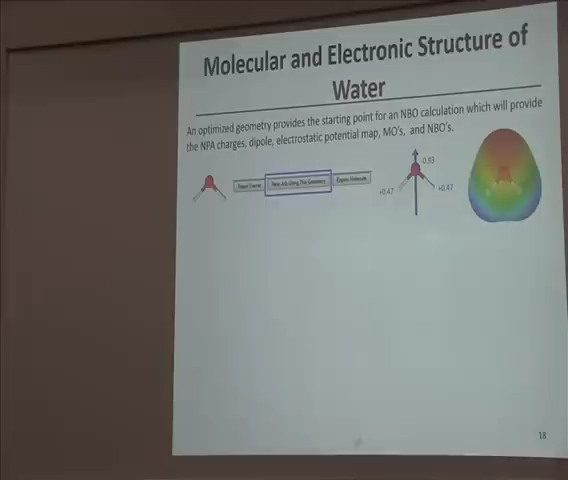 Molecular and Electronic Structure of
Water
An optimized geometry provides the starting point for an NBO calculation which will provide
the NPA charges, dipole, electrostatic potential map, MO's, and NBO's.
New Job Using This Geometry
Export Molecule
-0.93
+0.47
+0.47
18